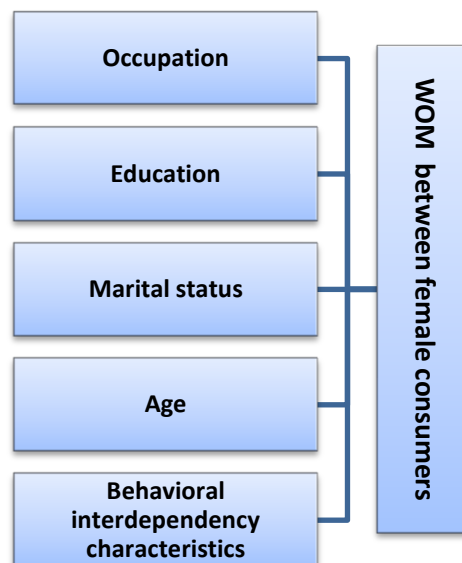 Occupation
Education
Marital status
Age
Behavioral
interdependency
characteristics
WOM between female consumers